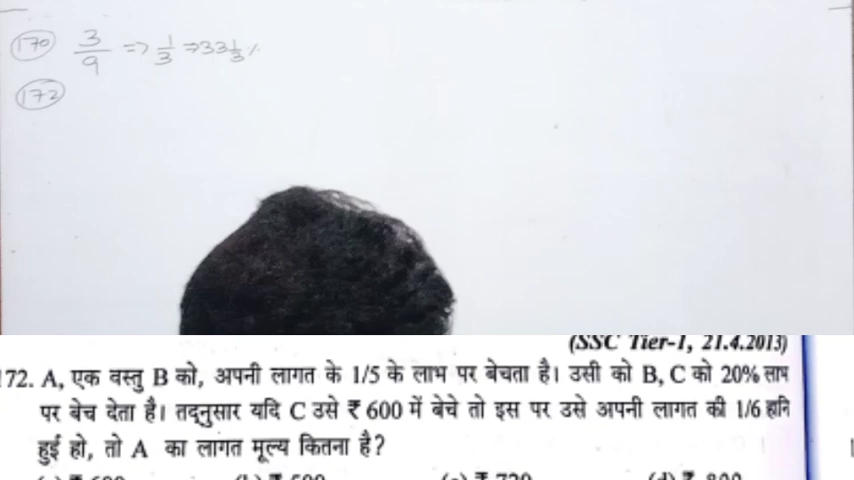 170 3/9 => 1/3 => 33 1/3 %
172
(SSC Tier-1, 21.4.2013)
172. A, एक वस्तु B को, अपनी लागत के 1/5 के लाभ पर बेचता है। उसी को B, C को 20% लाभ
पर बेच देता है। तद्नुसार यदि C उसे ₹ 600 में बेचे तो इस पर उसे अपनी लागत की 1/6 हानि
हुई हो, तो A का लागत मूल्य कितना है?